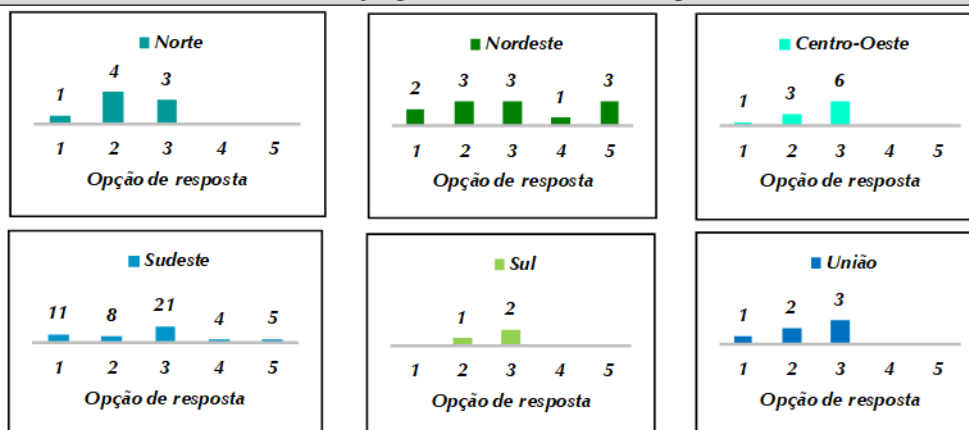 Norte
4
3
1
1 2 3 4 5
Opção de resposta
Nordeste
2 3 3 1 3
1 2 3 4 5
Opção de resposta
Centro-Oeste
6
3
1
1 2 3 4 5
Opção de resposta
Sudeste
11 8 21 4 5
1 2 3 4 5
Opção de resposta
Sul
1 2
1 2 3 4 5
Opção de resposta
União
1 2 3
1 2 3 4 5
Opção de resposta